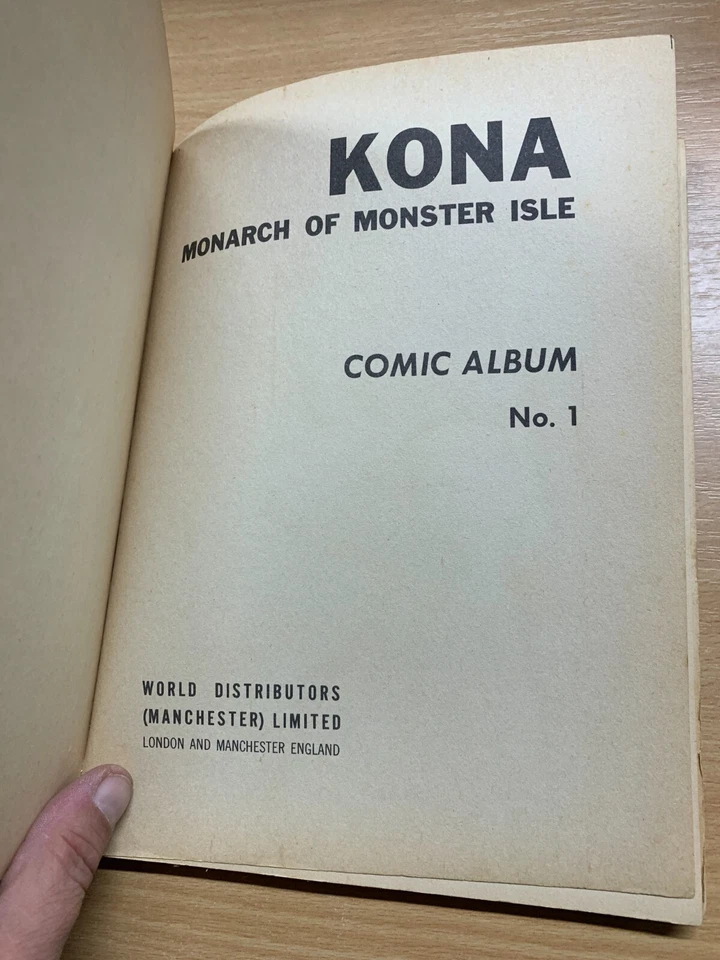 KONA
MONARCH OF MONSTER ISLE
COMIC ALBUM
No. 1
WORLD DISTRIBUTORS
(MANCHESTER) LIMITED
LONDON AND MANCHESTER ENGLAND